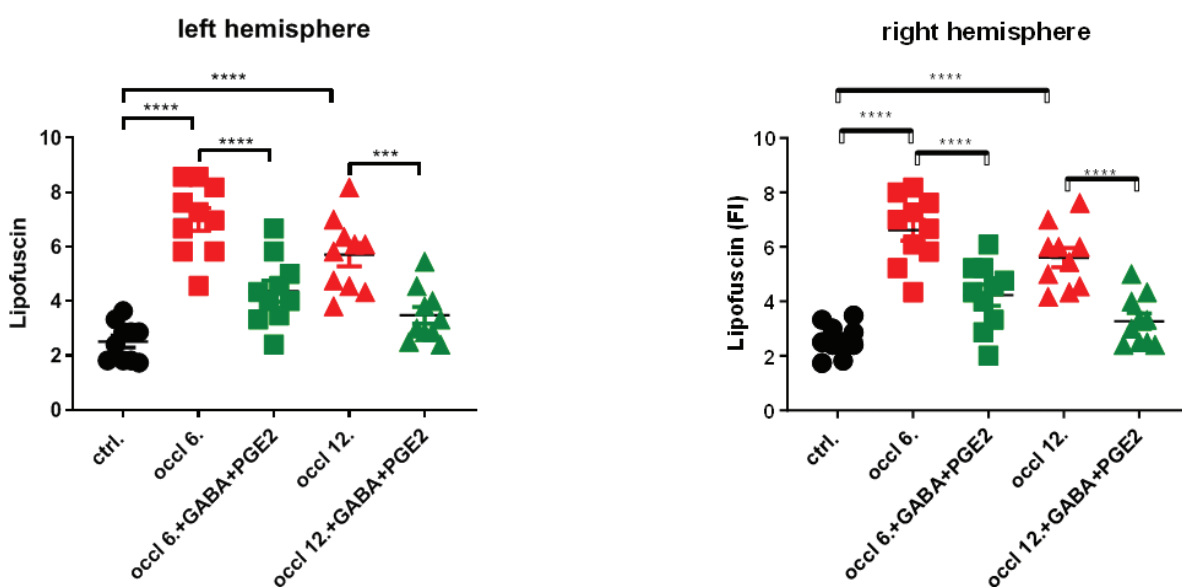 left hemisphere
****
****
****
***
Lipofuscin
10
8
6
4
2
0
ctrl.
occl 6.
occl 6.+GABA+PGE2
occl 12.
occl 12.+GABA+PGE2
right hemisphere
****
****
****
****
Lipofuscin (FI)
10
8
6
4
2
0
ctrl.
occl 6.
occl 6.+GABA+PGE2
occl 12.
occl 12.+GABA+PGE2